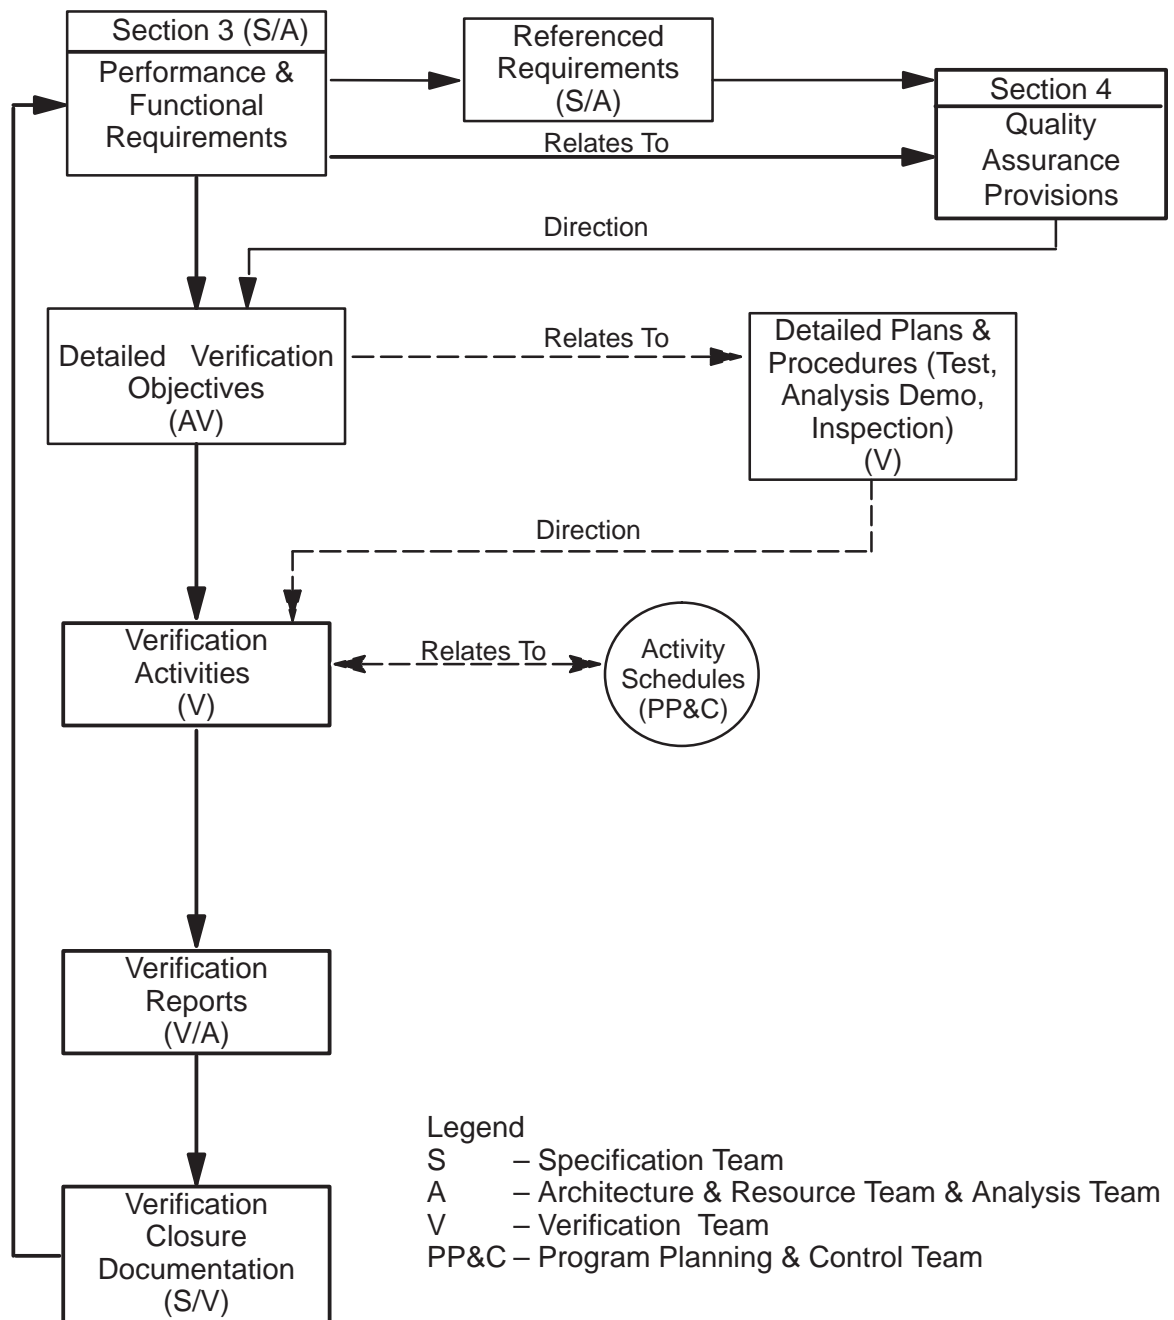 Section 3 (S/A)
Performance &
Functional
Requirements
Referenced
Requirements
(S/A)
Relates To
Section 4
Quality
Assurance
Provisions
Direction
Detailed Verification
Objectives
(AV)
Relates To
Detailed Plans &
Procedures (Test,
Analysis Demo,
Inspection)
(V)
Direction
Verification
Activities
(V)
Relates To
Activity
Schedules
(PP&C)
Verification
Reports
(V/A)
Verification
Closure
Documentation
(S/V)
Legend
S – Specification Team
A – Architecture & Resource Team & Analysis Team
V – Verification Team
PP&C – Program Planning & Control Team